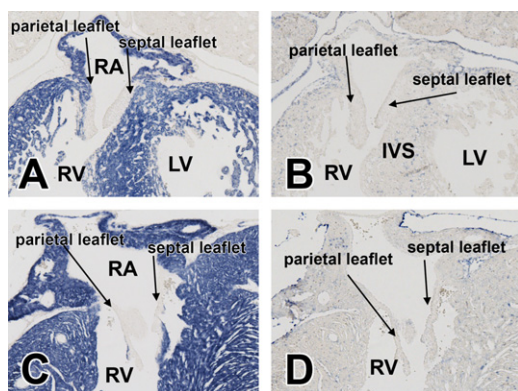 parietal leaflet
septal leaflet
RA
A
RV
LV
parietal leaflet
septal leaflet
B
RV
IVS
LV
parietal leaflet
septal leaflet
RA
C
RV
parietal leaflet
septal leaflet
D
RV